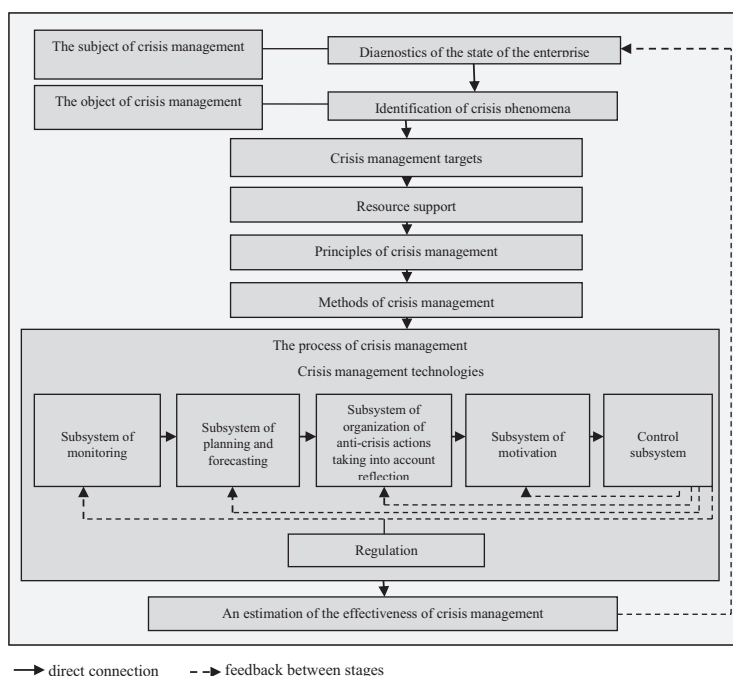 The subject of crisis management
Diagnostics of the state of the enterprise
The object of crisis management
Identification of crisis phenomena
Crisis management targets
Resource support
Principles of crisis management
Methods of crisis management
The process of crisis management
Crisis management technologies
Subsystem of
monitoring
Subsystem of
planning and
forecasting
Subsystem of
organization of
anti-crisis actions
taking into account
reflection
Subsystem of
motivation
Control
subsystem
Regulation
An estimation of the effectiveness of crisis management
direct connection
feedback between stages